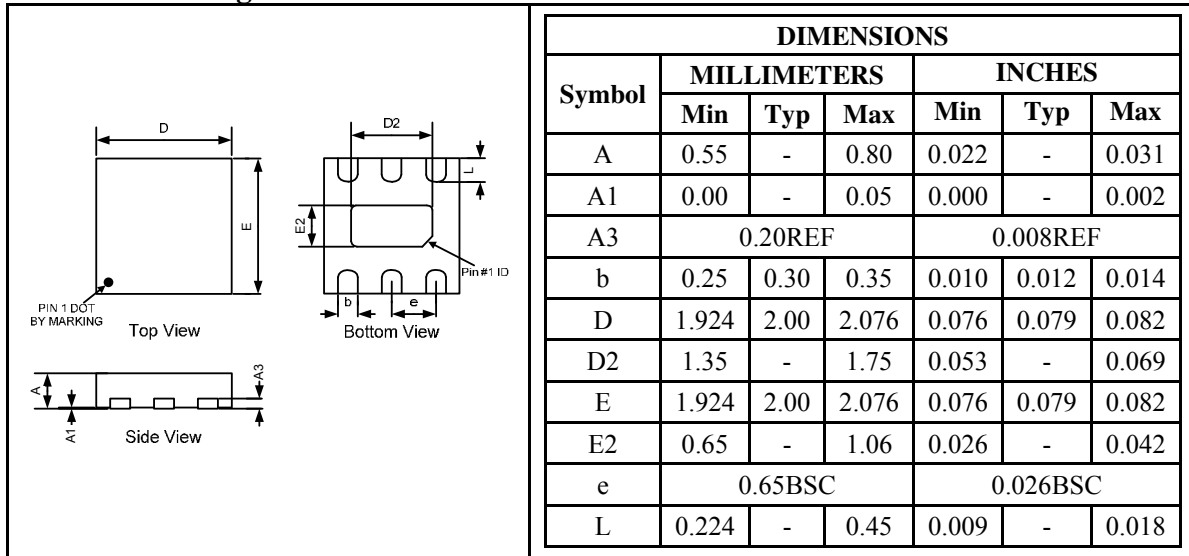 D
E
PIN 1 DOT
BY MARKING
Top View
D2
L
E2
Pin #1 ID
b
e
Bottom View
A
A1
A3
Side View
DIMENSIONS
Symbol MILLIMETERS INCHES
Min Typ Max Min Typ Max
A 0.55 - 0.80 0.022 - 0.031
A1 0.00 - 0.05 0.000 - 0.002
A3 0.20REF 0.008REF
b 0.25 0.30 0.35 0.010 0.012 0.014
D 1.924 2.00 2.076 0.076 0.079 0.082
D2 1.35 - 1.75 0.053 - 0.069
E 1.924 2.00 2.076 0.076 0.079 0.082
E2 0.65 - 1.06 0.026 - 0.042
e 0.65BSC 0.026BSC
L 0.224 - 0.45 0.009 - 0.018